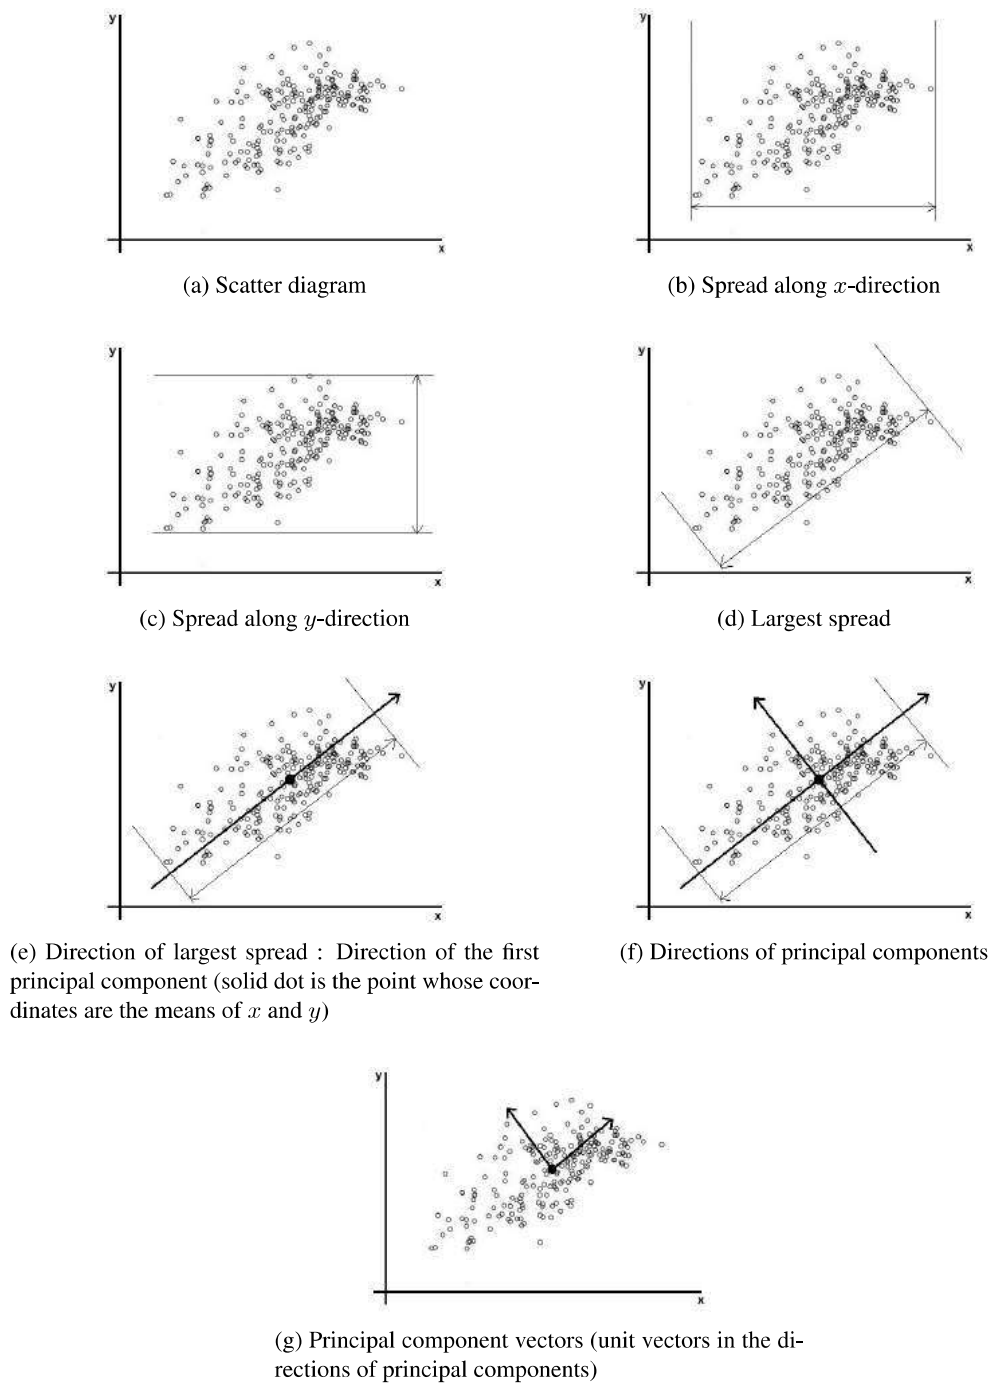 y
y
x
x
(a) Scatter diagram
(b) Spread along x-direction
y
y
x
x
(c) Spread along y-direction
(d) Largest spread
y
y
x
x
(e) Direction of largest spread : Direction of the first
principal component (solid dot is the point whose coor-
dinates are the means of x and y)
(f) Directions of principal components
y
x
(g) Principal component vectors (unit vectors in the di-
rections of principal components)